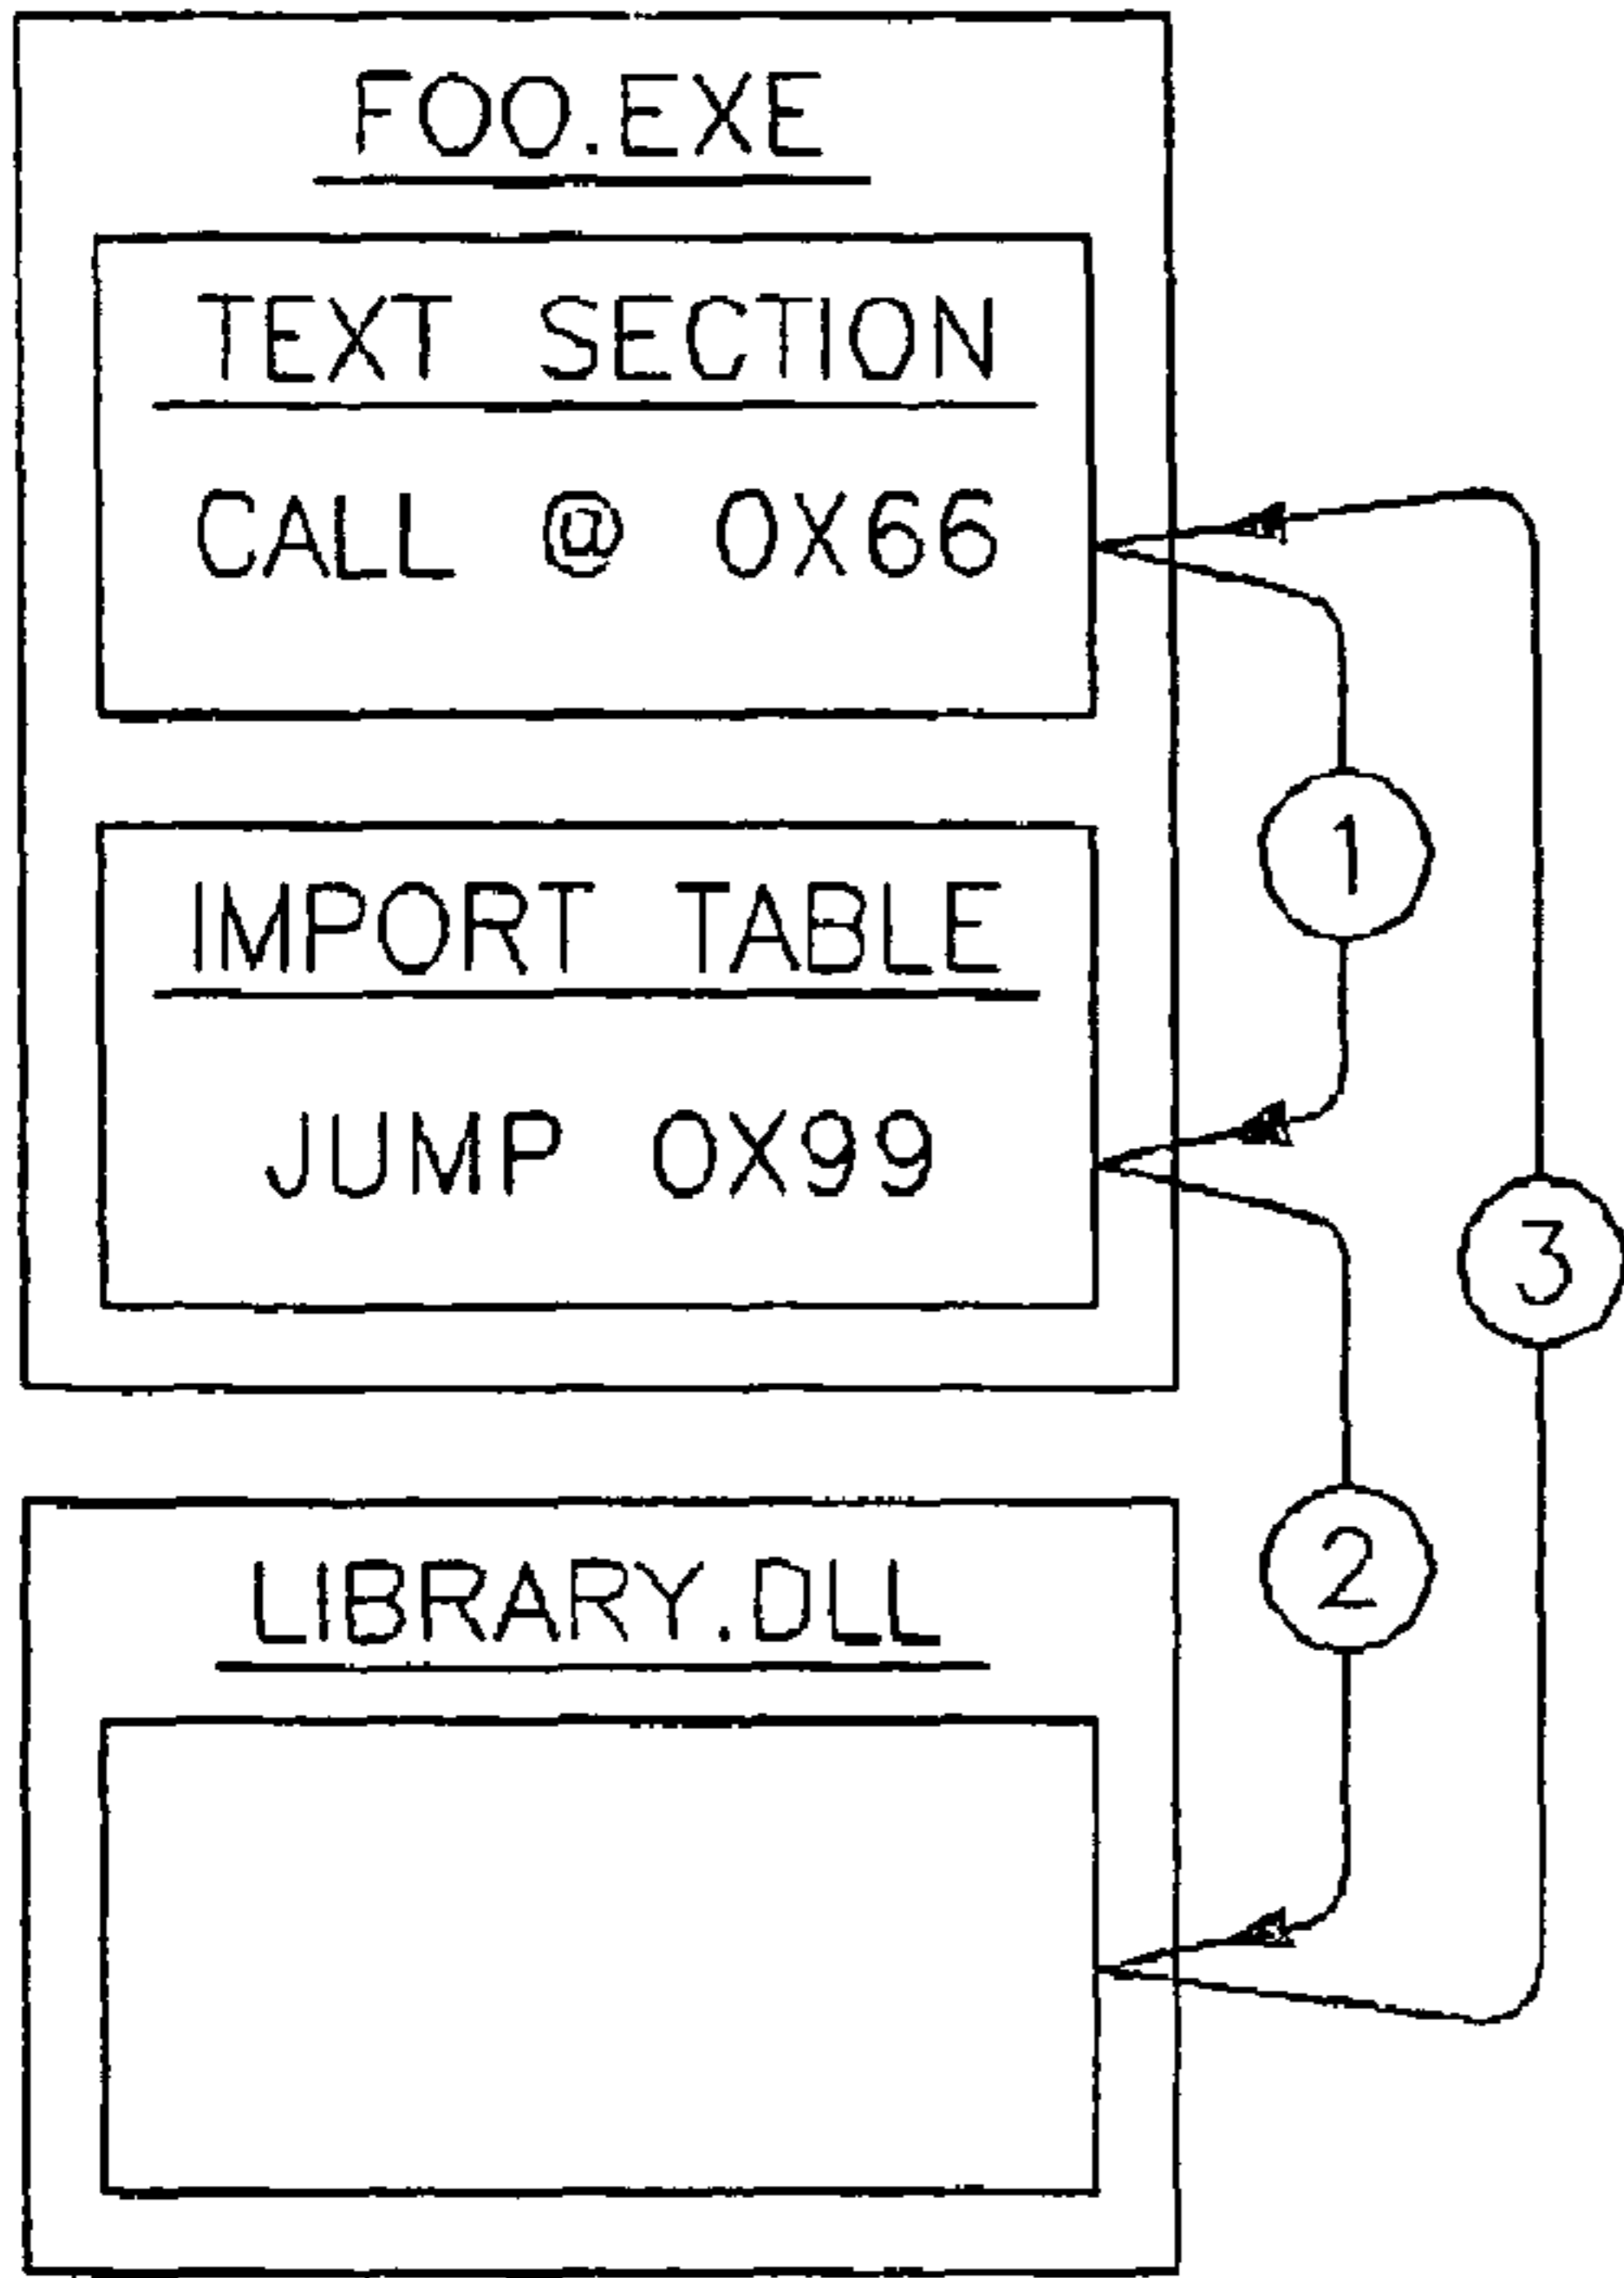 FOO.EXE
TEXT SECTION
CALL @ 0X66
1
IMPORT TABLE
JUMP 0X99
3
2
LIBRARY.DLL